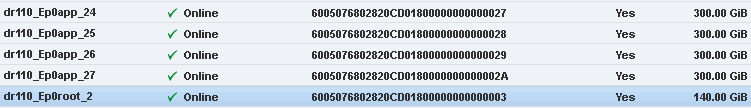 dr110_Ep0app_24 Online 6005076802820CD01800000000000027 Yes 300.00 GiB
dr110_Ep0app_25 Online 6005076802820CD01800000000000028 Yes 300.00 GiB
dr110_Ep0app_26 Online 6005076802820CD01800000000000029 Yes 300.00 GiB
dr110_Ep0app_27 Online 6005076802820CD0180000000000002A Yes 300.00 GiB
dr110_Ep0root_2 Online 6005076802820CD01800000000000003 Yes 140.00 GiB